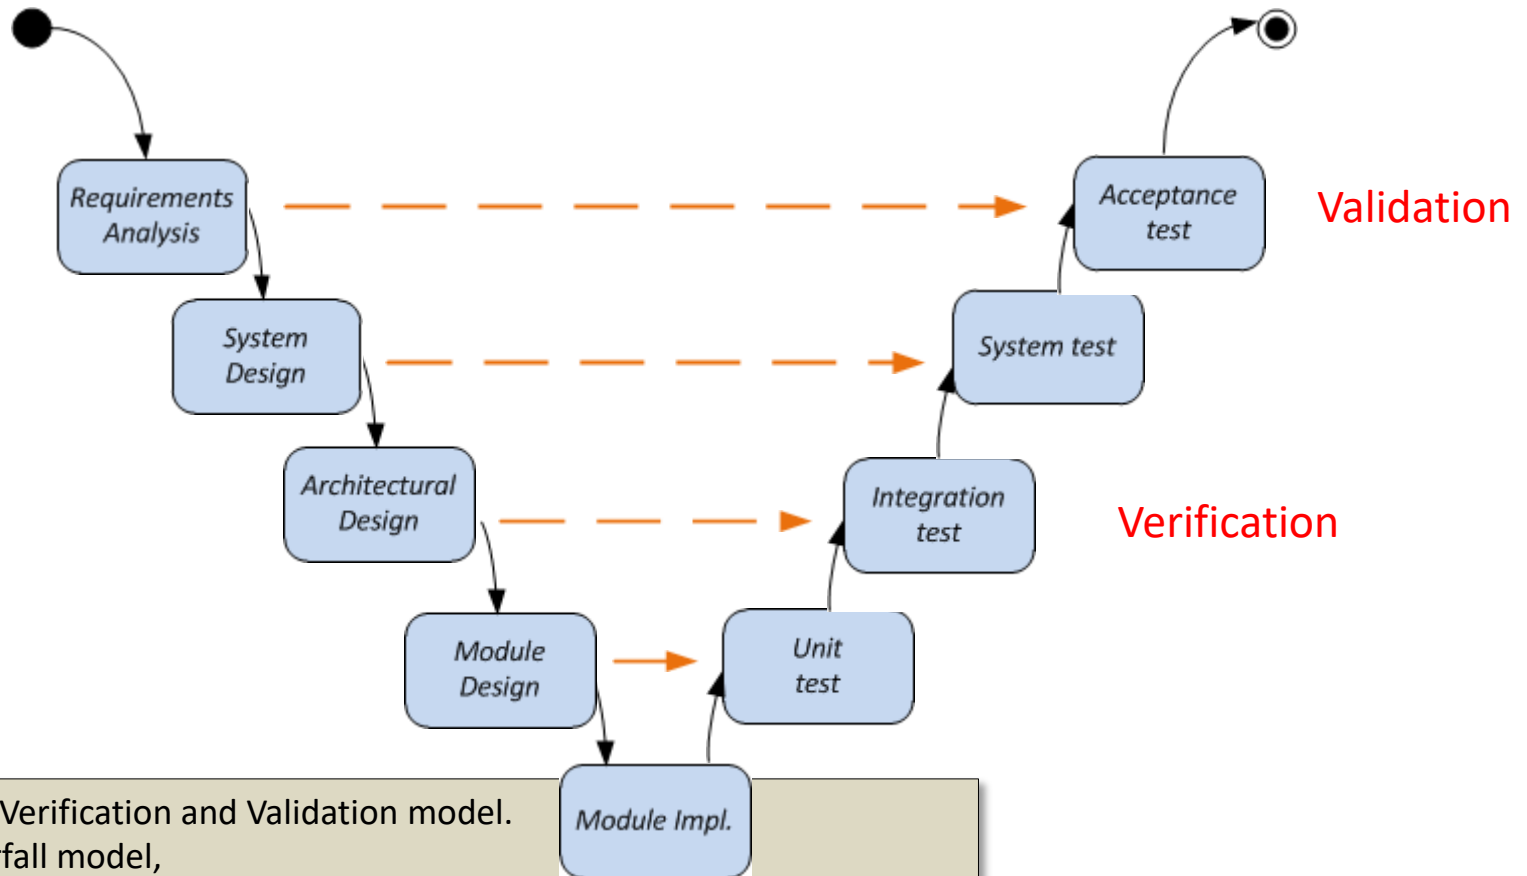 Requirements
Analysis
Acceptance
test
Validation
System
Design
System test
Architectural
Design
Integration
test
Verification
Module
Design
Unit
test
Module Impl.
Verification and Validation model.
model,